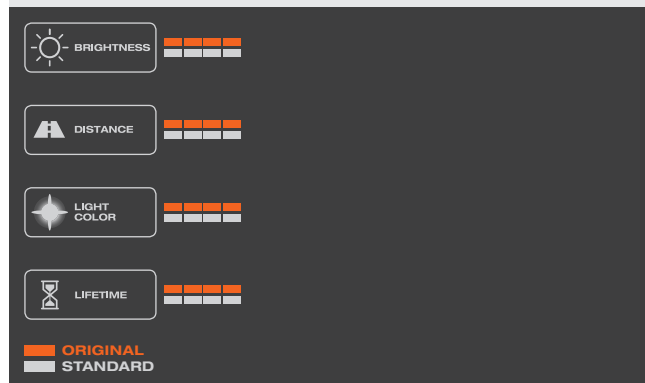 BRIGHTNESS
DISTANCE
LIGHT
COLOR
LIFETIME
ORIGINAL
STANDARD